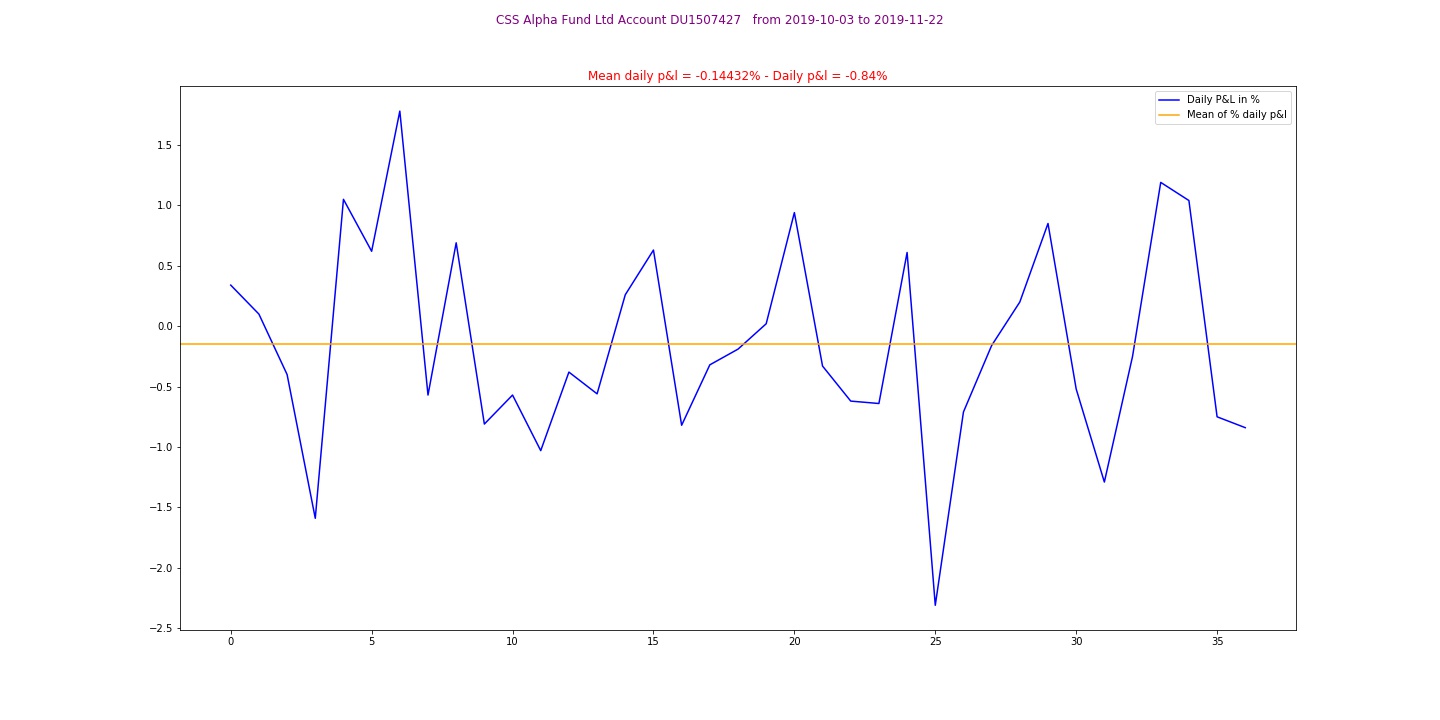 CSS Alpha Fund Ltd Account DU1507427   from 2019-10-03 to 2019-11-22
Mean daily p&l = -0.14432% - Daily p&l = -0.84%
Daily P&L in %
Mean of % daily p&l
1.5
1.0
0.5
0.0
−0.5
−1.0
−1.5
−2.0
−2.5
0 5 10 15 20 25 30 35